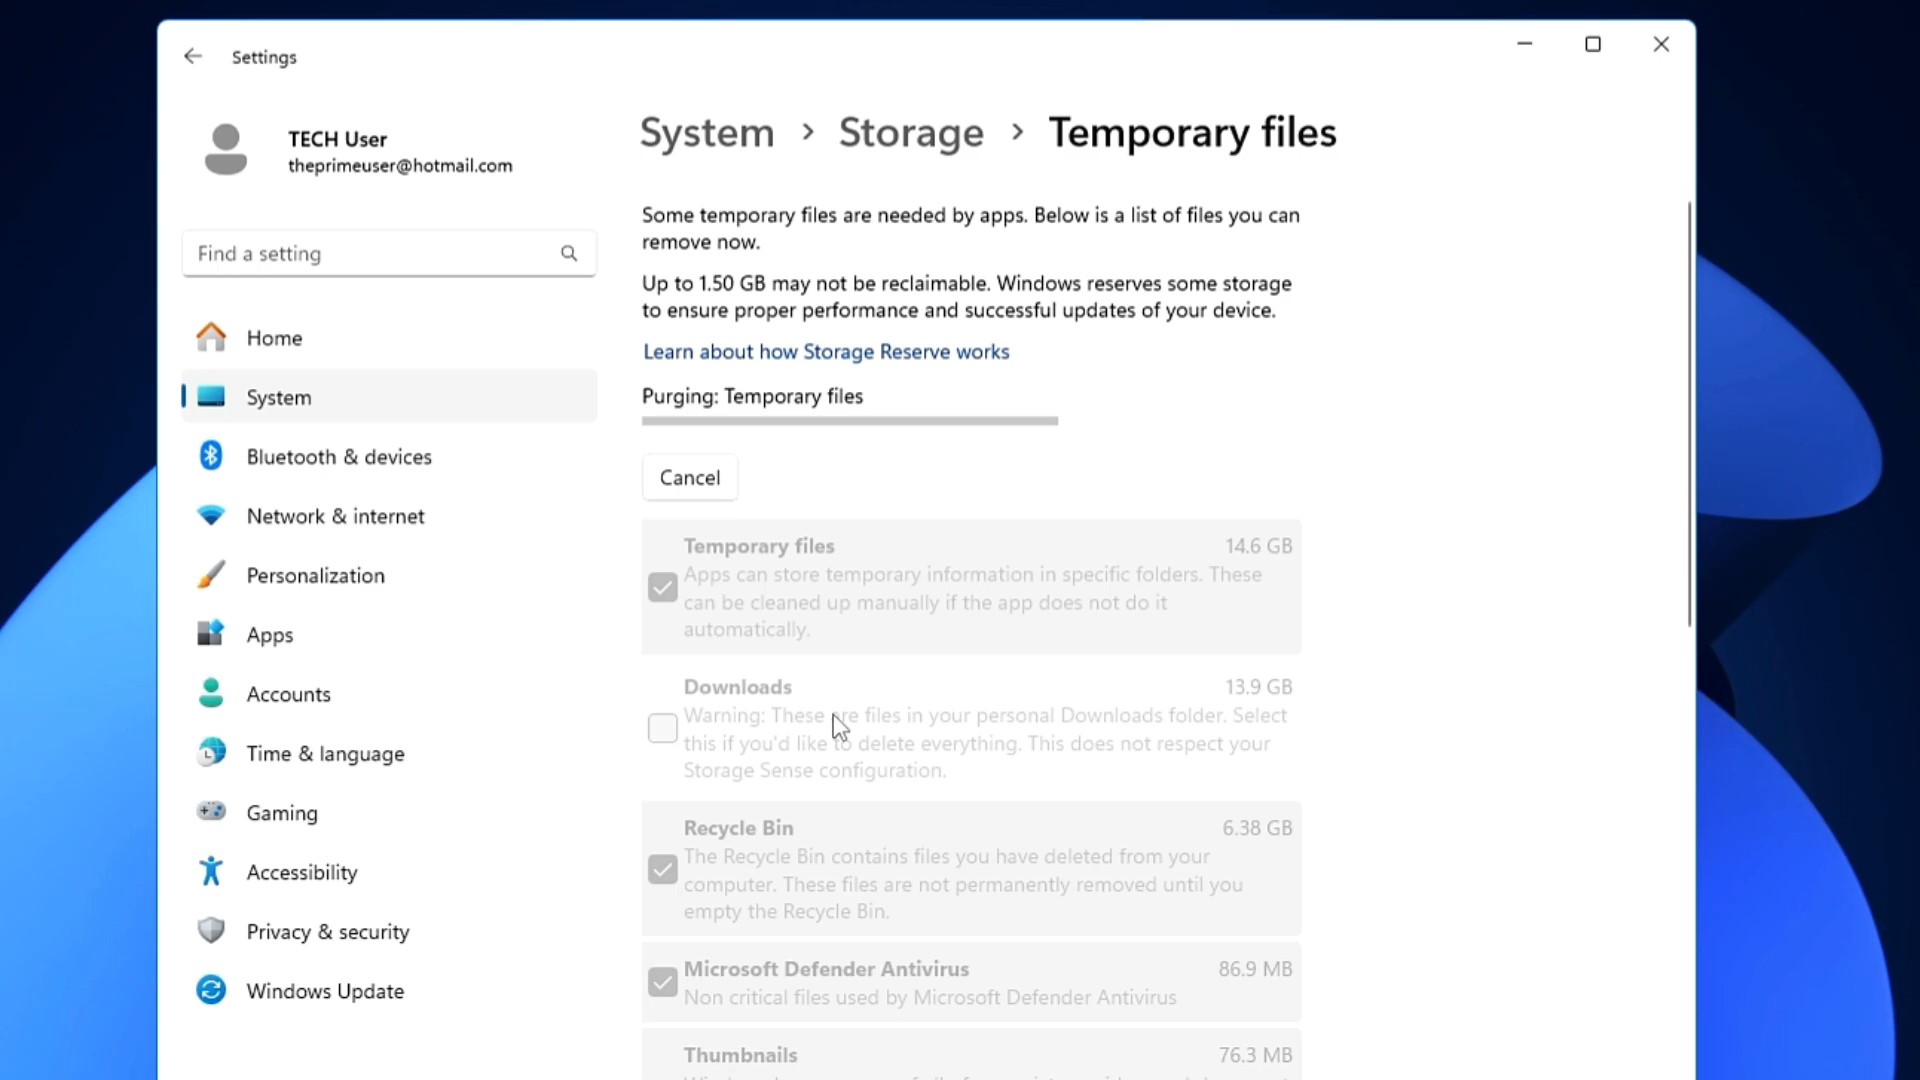 Settings
TECH User
theprimeuser@hotmail.com
Find a setting
Home
System
Bluetooth & devices
Network & internet
Personalization
Apps
Accounts
Time & language
Gaming
Accessibility
Privacy & security
Windows Update
System > Storage > Temporary files
Some temporary files are needed by apps. Below is a list of files you can
remove now.
Up to 1.50 GB may not be reclaimable. Windows reserves some storage
to ensure proper performance and successful updates of your device.
Learn about how Storage Reserve works
Purging: Temporary files
Cancel
Temporary files 14.6 GB
Apps can store temporary information in specific folders. These
can be cleaned up manually if the app does not do it
automatically.
Downloads 13.9 GB
Warning: These are files in your personal Downloads folder. Select
this if you'd like to delete everything. This does not respect your
Storage Sense configuration.
Recycle Bin 6.38 GB
The Recycle Bin contains files you have deleted from your
computer. These files are not permanently removed until you
empty the Recycle Bin.
Microsoft Defender Antivirus 86.9 MB
Non critical files used by Microsoft Defender Antivirus
Thumbnails 76.3 MB